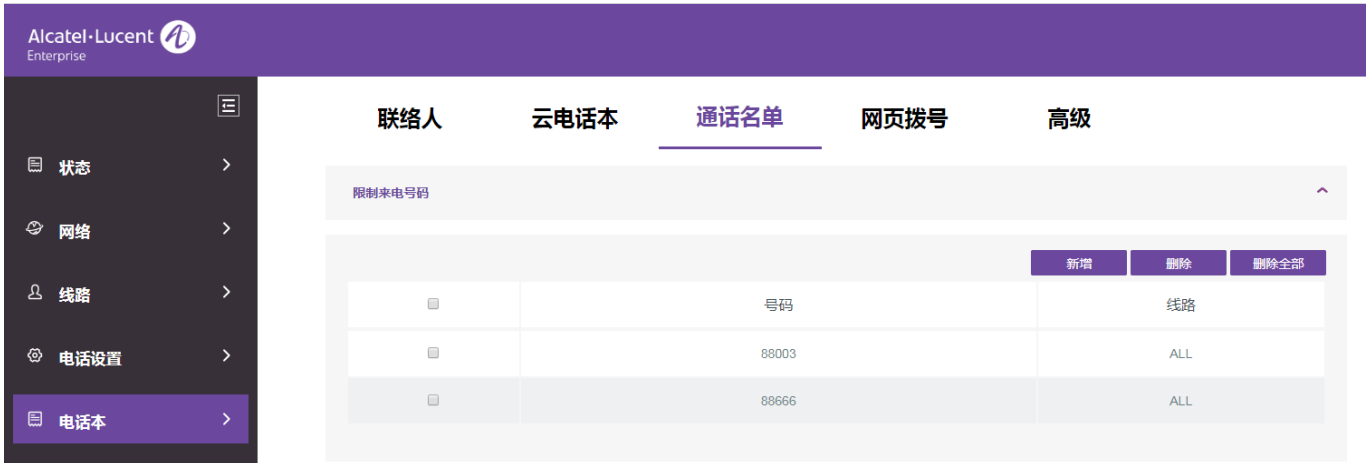 Alcatel·Lucent
Enterprise
联络人 云电话本 通话名单 网页拨号 高级
状态
网络
线路
电话设置
电话本
限制来电号码
新增 删除 删除全部
号码 线路
88003 ALL
88666 ALL